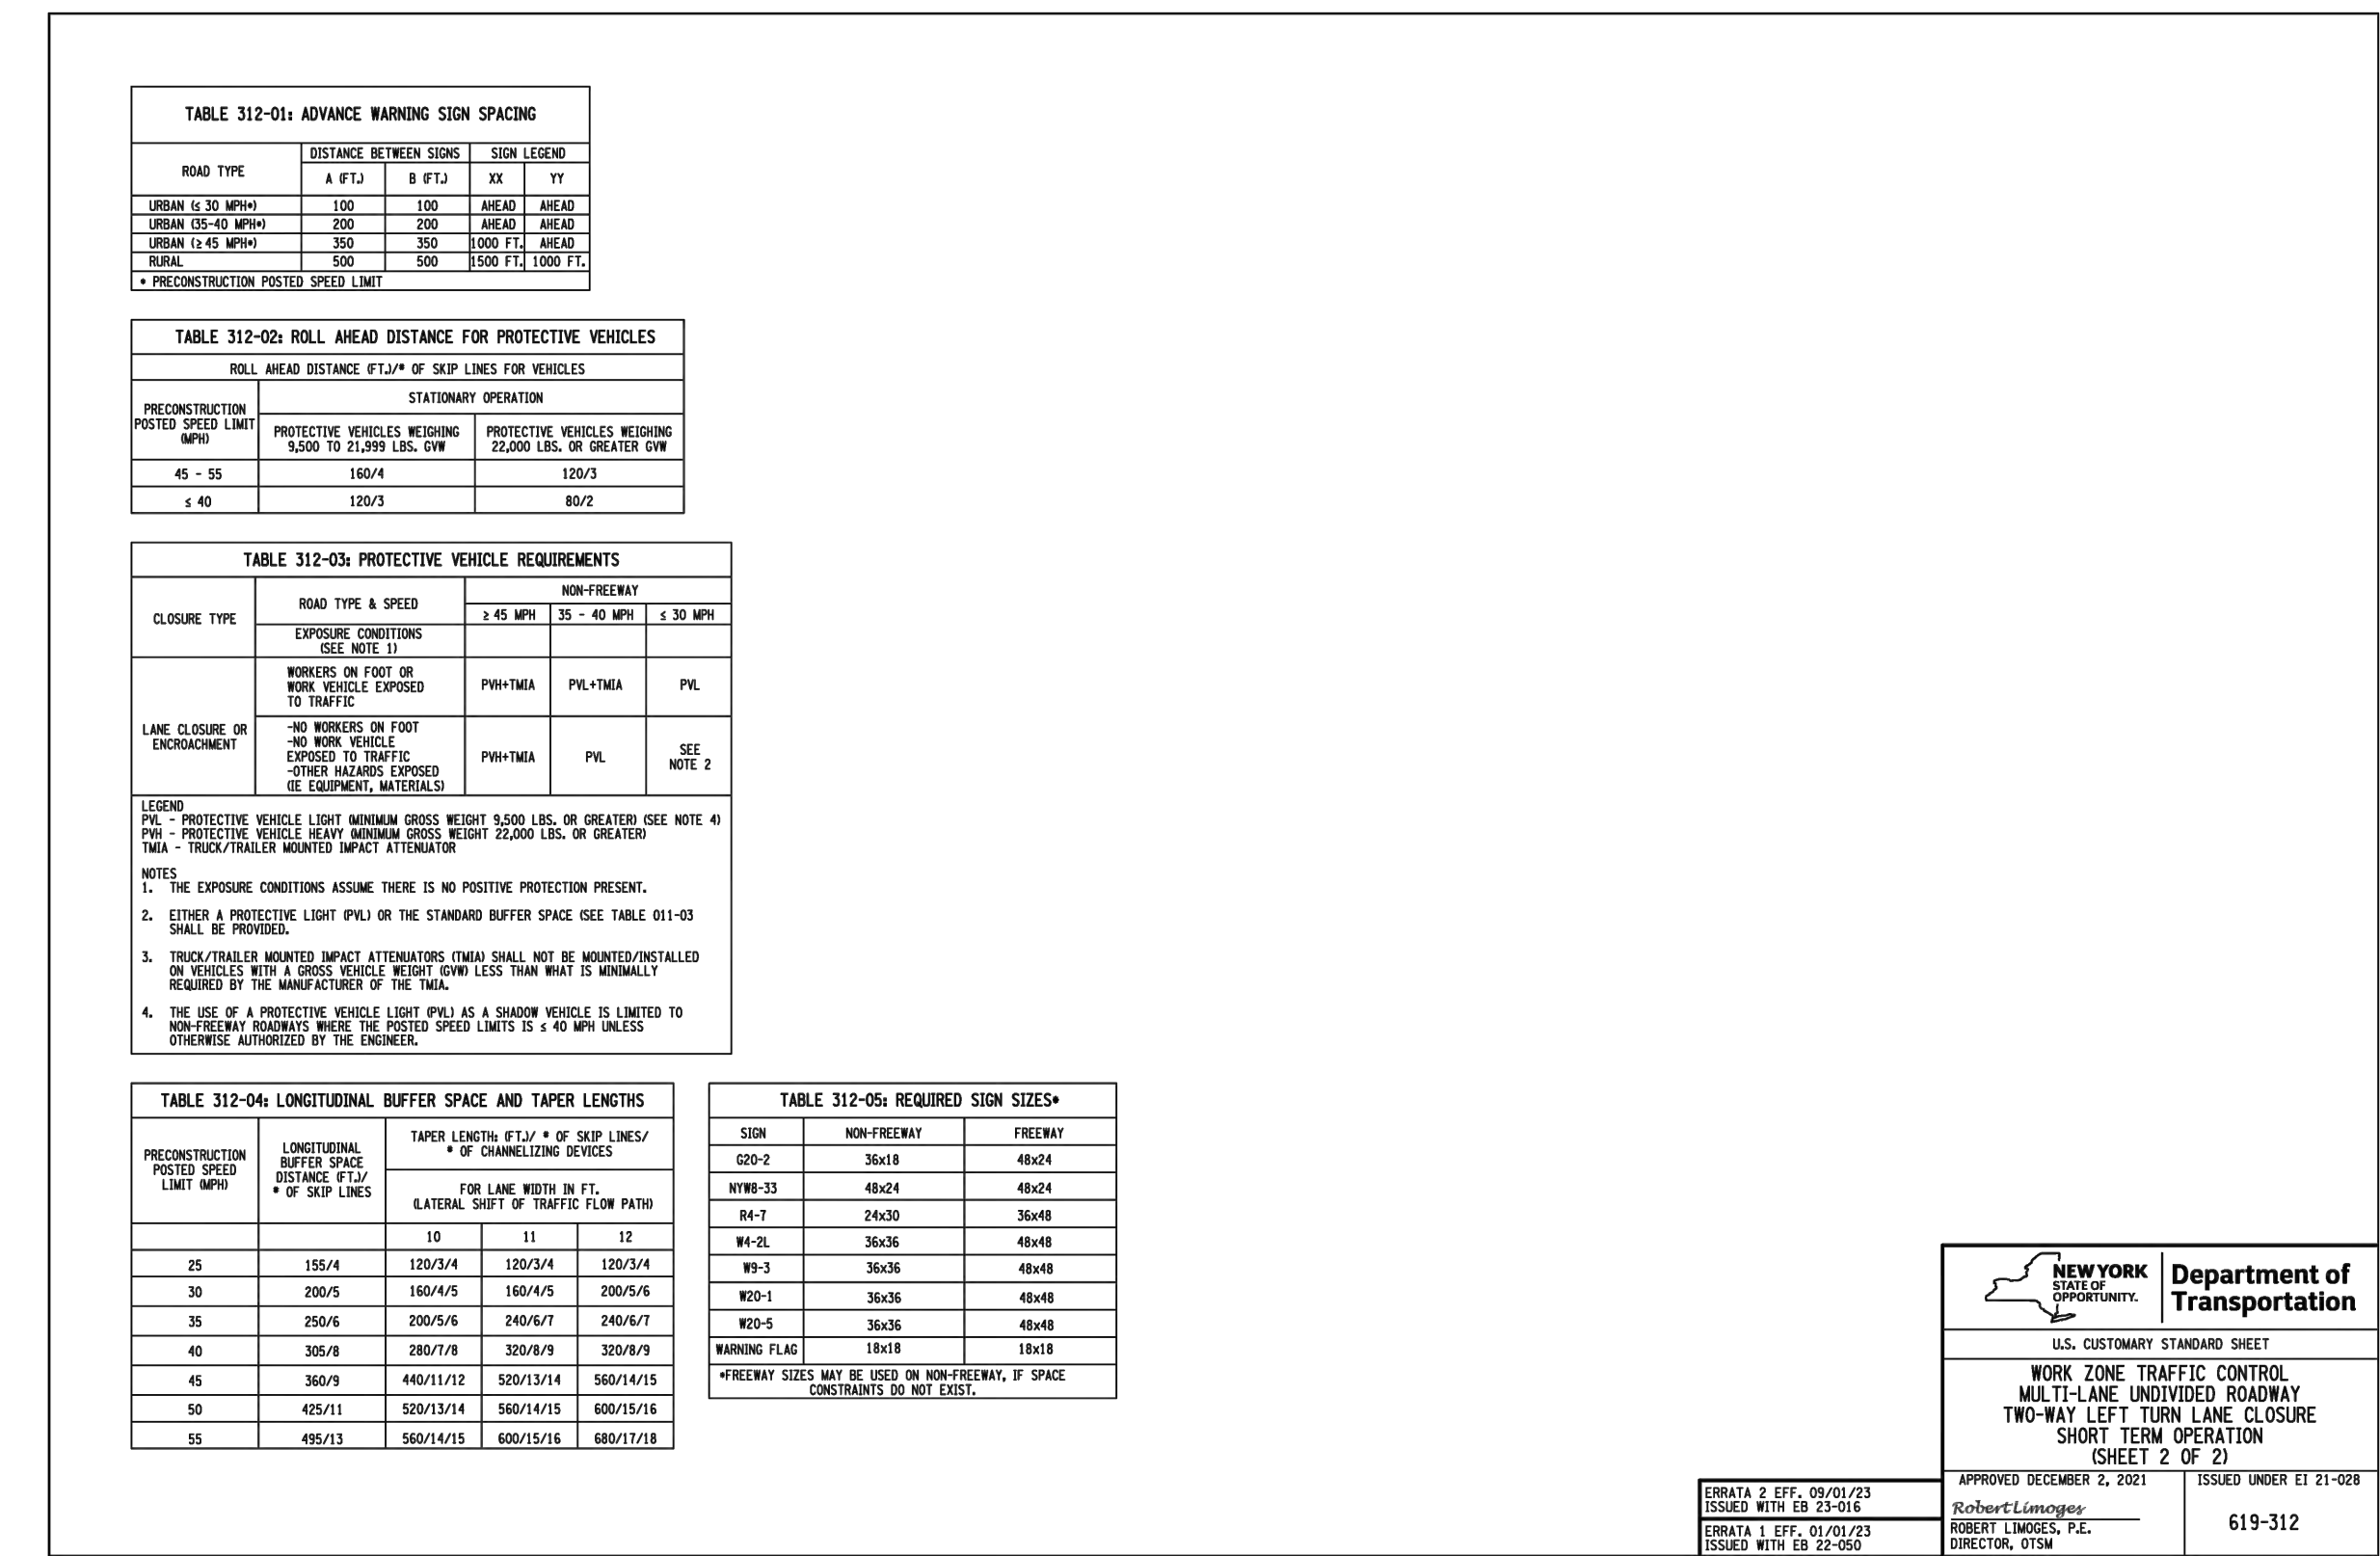 TABLE 312-01: ADVANCE WARNING SIGN SPACING
ROAD TYPE
DISTANCE BETWEEN SIGNS
SIGN LEGEND
A (FT.)
B (FT.)
XX
YY
URBAN (≤ 30 MPH*) 100 100 AHEAD AHEAD
URBAN (35-40 MPH*) 200 200 AHEAD AHEAD
URBAN (≥ 45 MPH*) 350 350 1000 FT. AHEAD
RURAL 500 500 1500 FT. 1000 FT.
* PRECONSTRUCTION POSTED SPEED LIMIT
TABLE 312-02: ROLL AHEAD DISTANCE FOR PROTECTIVE VEHICLES
ROLL AHEAD DISTANCE (FT.)/# OF SKIP LINES FOR VEHICLES
PRECONSTRUCTION
POSTED SPEED LIMIT
(MPH)
STATIONARY OPERATION
PROTECTIVE VEHICLES WEIGHING
9,500 TO 21,999 LBS. GVW
PROTECTIVE VEHICLES WEIGHING
22,000 LBS. OR GREATER GVW
45 - 55 160/4 120/3
≤ 40 120/3 80/2
TABLE 312-03: PROTECTIVE VEHICLE REQUIREMENTS
CLOSURE TYPE
ROAD TYPE & SPEED
NON-FREEWAY
≥ 45 MPH 35 - 40 MPH ≤ 30 MPH
EXPOSURE CONDITIONS
(SEE NOTE 1)
LANE CLOSURE OR
ENCROACHMENT
WORKERS ON FOOT OR
WORK VEHICLE EXPOSED
TO TRAFFIC
PVH+TMIA PVL+TMIA PVL
-NO WORKERS ON FOOT
-NO WORK VEHICLE
EXPOSED TO TRAFFIC
-OTHER HAZARDS EXPOSED
(IE EQUIPMENT, MATERIALS)
PVH+TMIA PVL
SEE
NOTE 2
LEGEND
PVL - PROTECTIVE VEHICLE LIGHT (MINIMUM GROSS WEIGHT 9,500 LBS. OR GREATER) (SEE NOTE 4)
PVH - PROTECTIVE VEHICLE HEAVY (MINIMUM GROSS WEIGHT 22,000 LBS. OR GREATER)
TMIA - TRUCK/TRAILER MOUNTED IMPACT ATTENUATOR
NOTES
1. THE EXPOSURE CONDITIONS ASSUME THERE IS NO POSITIVE PROTECTION PRESENT.
2. EITHER A PROTECTIVE LIGHT (PVL) OR THE STANDARD BUFFER SPACE (SEE TABLE 011-03
SHALL BE PROVIDED.
3. TRUCK/TRAILER MOUNTED IMPACT ATTENUATORS (TMIA) SHALL NOT BE MOUNTED/INSTALLED
ON VEHICLES WITH A GROSS VEHICLE WEIGHT (GVW) LESS THAN WHAT IS MINIMALLY
REQUIRED BY THE MANUFACTURER OF THE TMIA.
4. THE USE OF A PROTECTIVE VEHICLE LIGHT (PVL) AS A SHADOW VEHICLE IS LIMITED TO
NON-FREEWAY ROADWAYS WHERE THE POSTED SPEED LIMITS IS ≤ 40 MPH UNLESS
OTHERWISE AUTHORIZED BY THE ENGINEER.
TABLE 312-04: LONGITUDINAL BUFFER SPACE AND TAPER LENGTHS
PRECONSTRUCTION
POSTED SPEED
LIMIT (MPH)
LONGITUDINAL
BUFFER SPACE
DISTANCE (FT.)/
# OF SKIP LINES
TAPER LENGTH: (FT.)/ # OF SKIP LINES/
# OF CHANNELIZING DEVICES
FOR LANE WIDTH IN FT.
(LATERAL SHIFT OF TRAFFIC FLOW PATH)
10 11 12
25 155/4 120/3/4 120/3/4 120/3/4
30 200/5 160/4/5 160/4/5 200/5/6
35 250/6 200/5/6 240/6/7 240/6/7
40 305/8 280/7/8 320/8/9 320/8/9
45 360/9 440/11/12 520/13/14 560/14/15
50 425/11 520/13/14 560/14/15 600/15/16
55 495/13 560/14/15 600/15/16 680/17/18
TABLE 312-05: REQUIRED SIGN SIZES*
SIGN NON-FREEWAY FREEWAY
G20-2 36x18 48x24
NYW8-33 48x24 48x24
R4-7 24x30 36x48
W4-2L 36x36 48x48
W9-3 36x36 48x48
W20-1 36x36 48x48
W20-5 36x36 48x48
WARNING FLAG 18x18 18x18
*FREEWAY SIZES MAY BE USED ON NON-FREEWAY, IF SPACE
CONSTRAINTS DO NOT EXIST.
ERRATA 2 EFF. 09/01/23
ISSUED WITH EB 23-016
ERRATA 1 EFF. 01/01/23
ISSUED WITH EB 22-050
NEW YORK
STATE OF
OPPORTUNITY.
Department of
Transportation
U.S. CUSTOMARY STANDARD SHEET
WORK ZONE TRAFFIC CONTROL
MULTI-LANE UNDIVIDED ROADWAY
TWO-WAY LEFT TURN LANE CLOSURE
SHORT TERM OPERATION
(SHEET 2 OF 2)
APPROVED DECEMBER 2, 2021
Robert Limoges
ROBERT LIMOGES, P.E.
DIRECTOR, OTSM
ISSUED UNDER EI 21-028
619-312